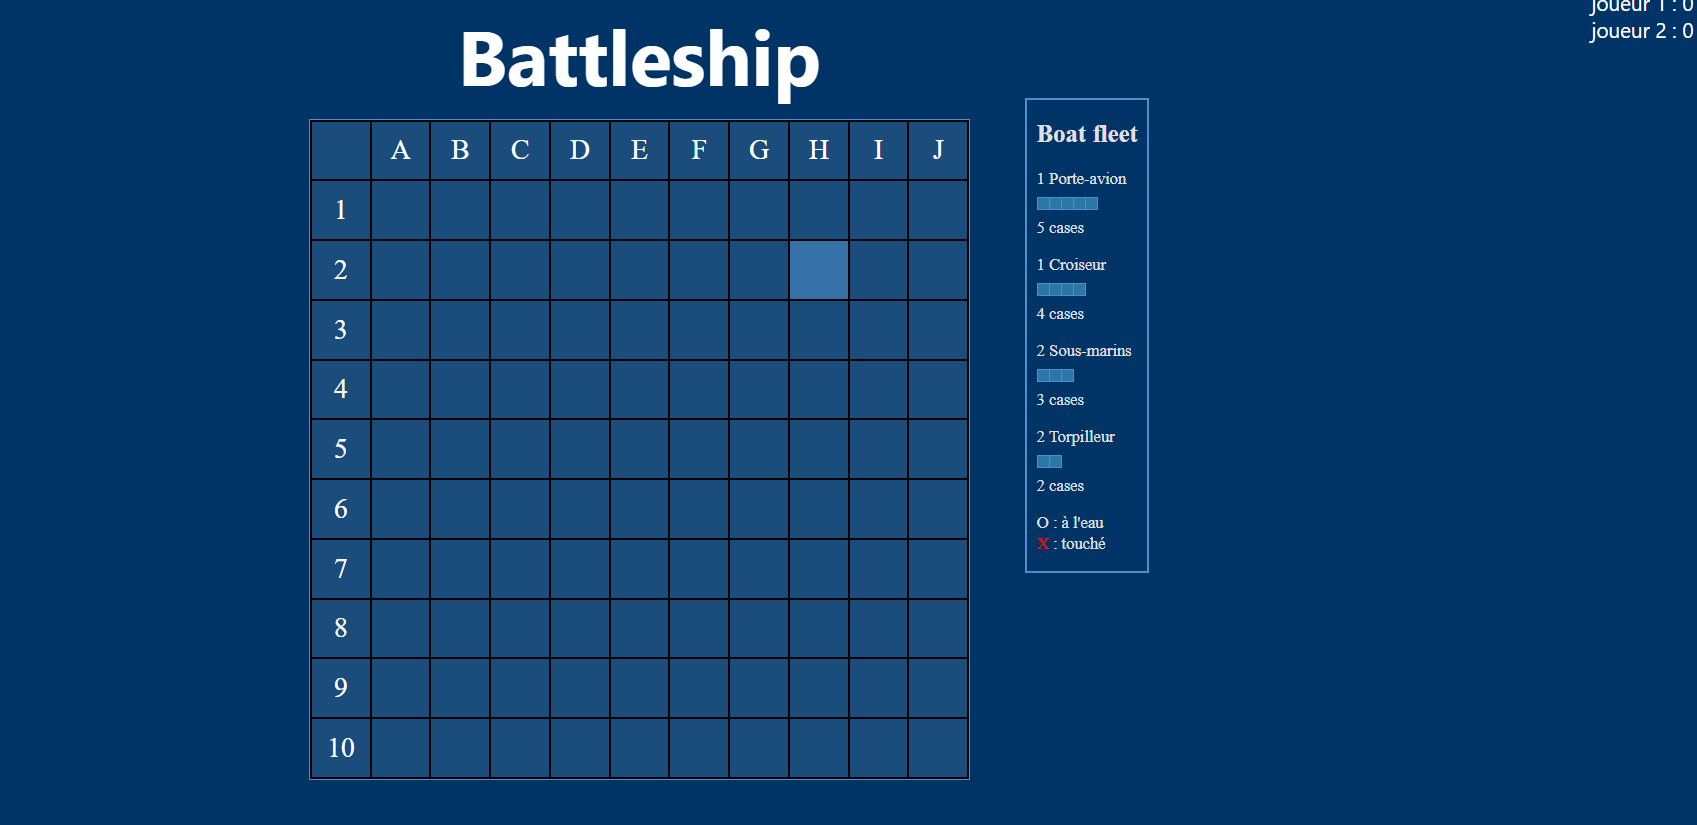 joueur 1 : 0
joueur 2 : 0
Battleship
A B C D E F G H I J
1
2
3
4
5
6
7
8
9
10
Boat fleet
1 Porte-avion
5 cases
1 Croiseur
4 cases
2 Sous-marins
3 cases
2 Torpilleur
2 cases
O : à l'eau
X : touché